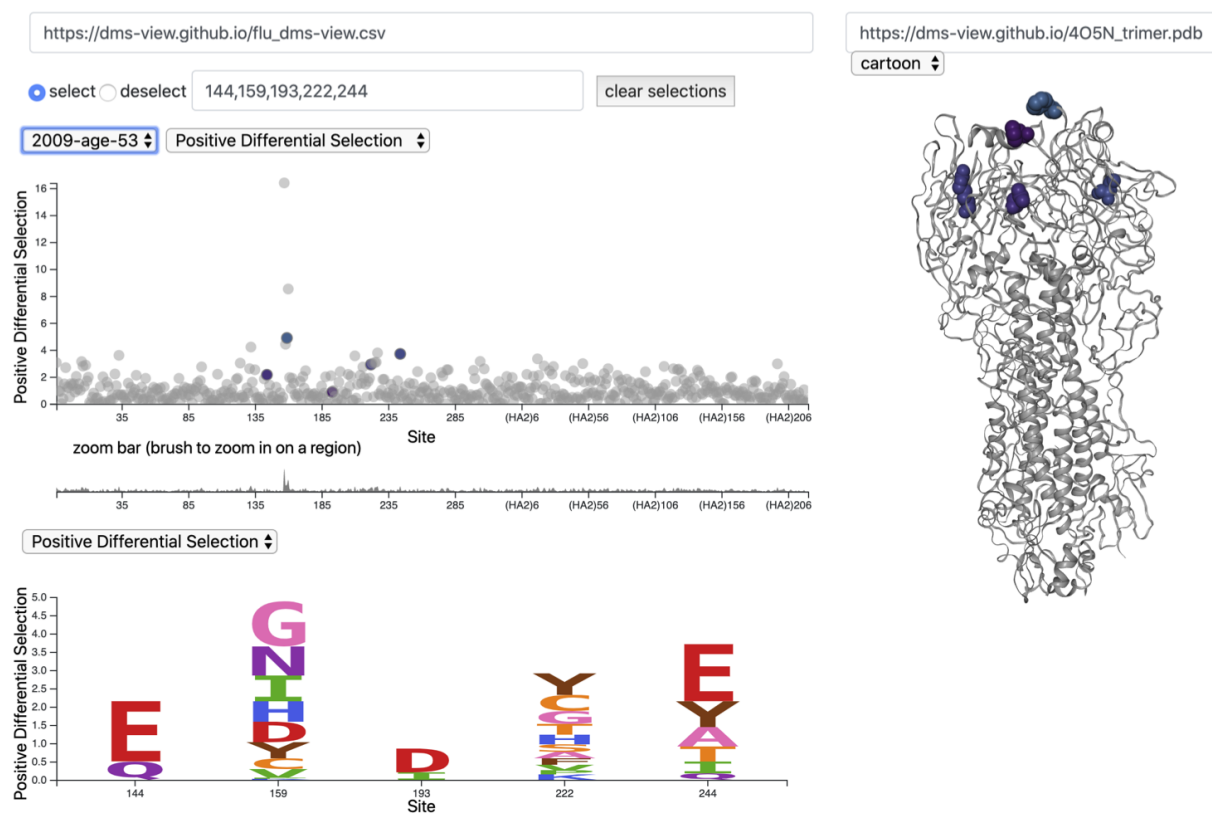 https://dms-view.github.io/flu_dms-view.csv
https://dms-view.github.io/4O5N_trimer.pdb
cartoon
select deselect 144,159,193,222,244 clear selections
2009-age-53 Positive Differential Selection
Positive Differential Selection
16
14
12
10
8
6
4
2
0
35 85 135 185 235 285 (HA2)6 (HA2)56 (HA2)106 (HA2)156 (HA2)206
Site
zoom bar (brush to zoom in on a region)
35 85 135 185 235 285 (HA2)6 (HA2)56 (HA2)106 (HA2)156 (HA2)206
Positive Differential Selection
Positive Differential Selection
5.0
4.5
4.0
3.5
3.0
2.5
2.0
1.5
1.0
0.5
0.0
E
Q
G
N
I
H
D
Y
C
V
D
Y
C
G
T
H
S
A
E
Y
A
T
I
Q
144 159 193 222 244
Site